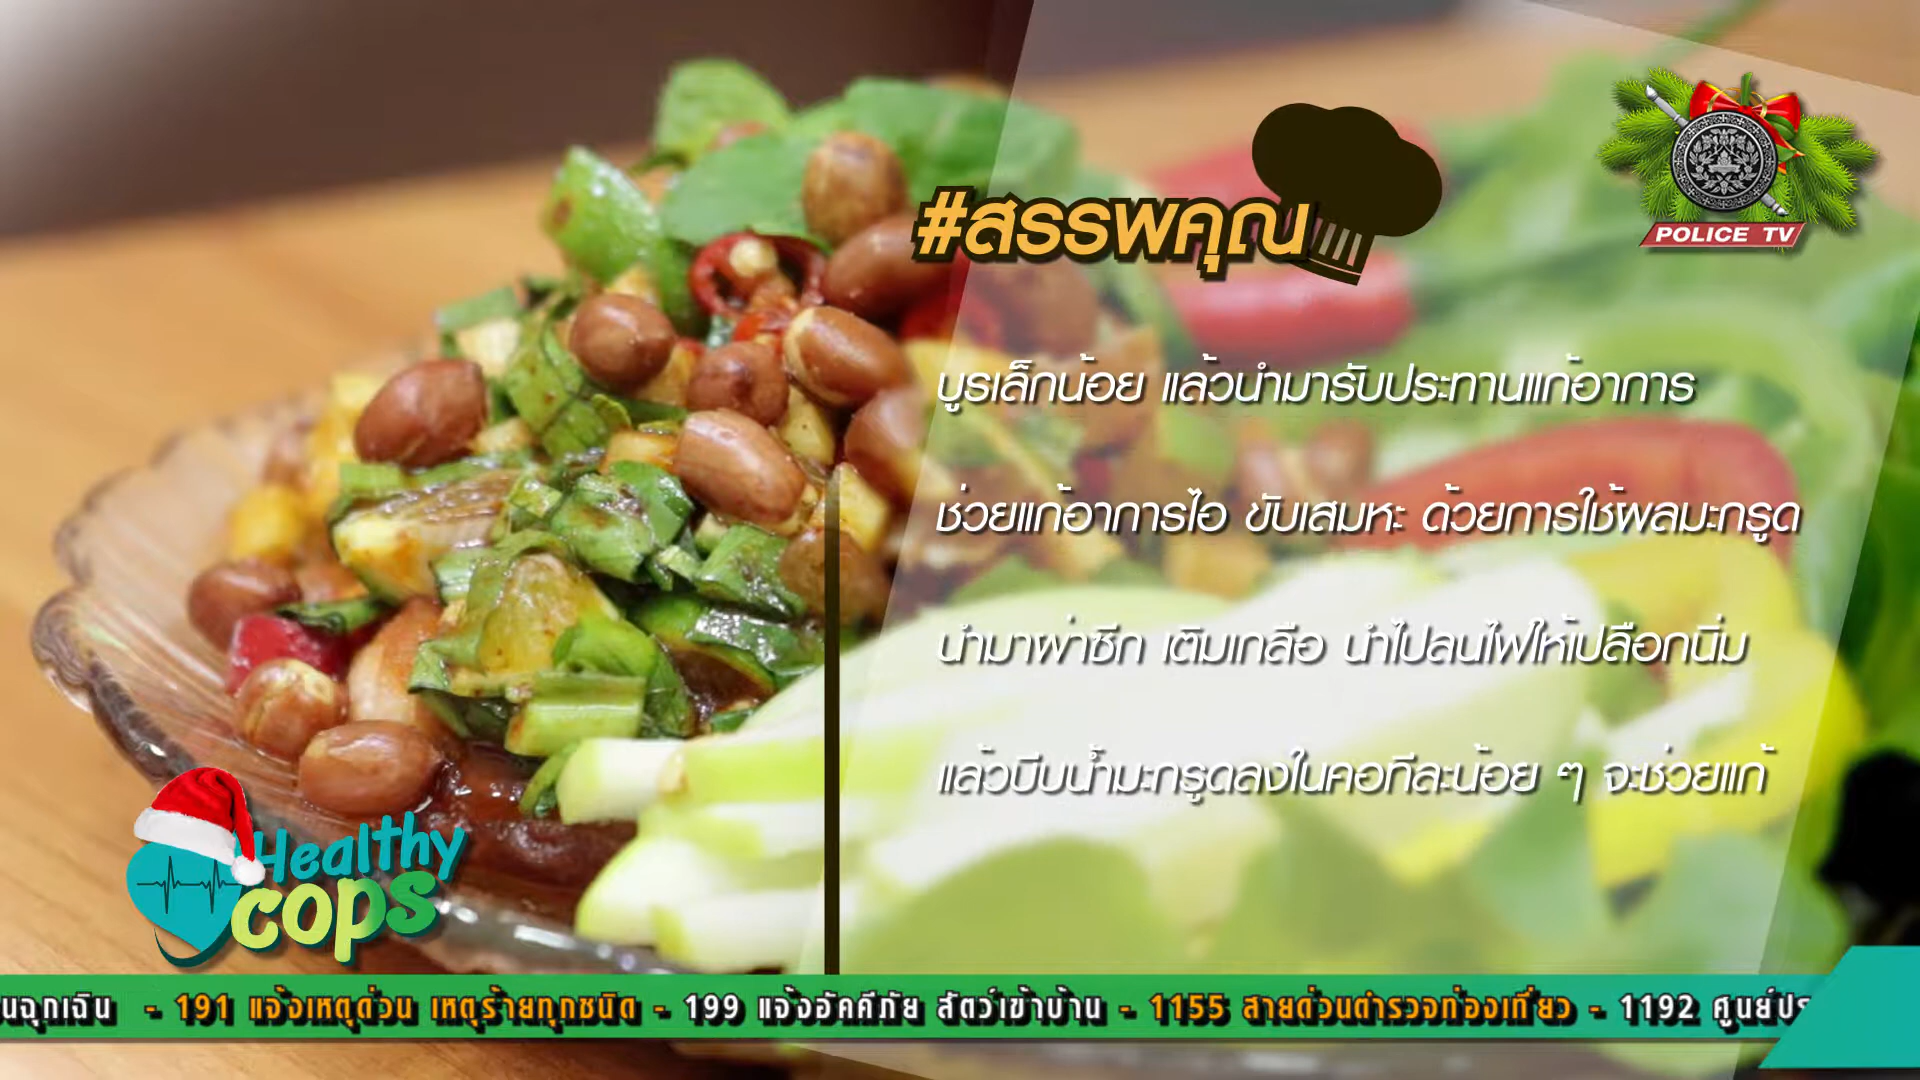 #สรรพคุณ
POLICE TV
บูรเล็กน้อย แล้วนำมารับประทานแก้อาการ
ช่วยแก้อาการไอ ขับเสมหะ ด้วยการใช้ผลมะกรูด
นำมาผ่าซีก เติมเกลือ นำไปลนไฟให้เปลือกนิ่ม
แล้วบีบน้ำมะกรูดลงในคอทีละน้อย ๆ จะช่วยแก้
Healthy
cops
นฉุกเฉิน - 191 แจ้งเหตุด่วน เหตุร้ายทุกชนิด - 199 แจ้งอัคคีภัย สัตว์เข้าบ้าน - 1155 สายด่วนตำรวจท่องเที่ยว - 1192 ศูนย์ปร